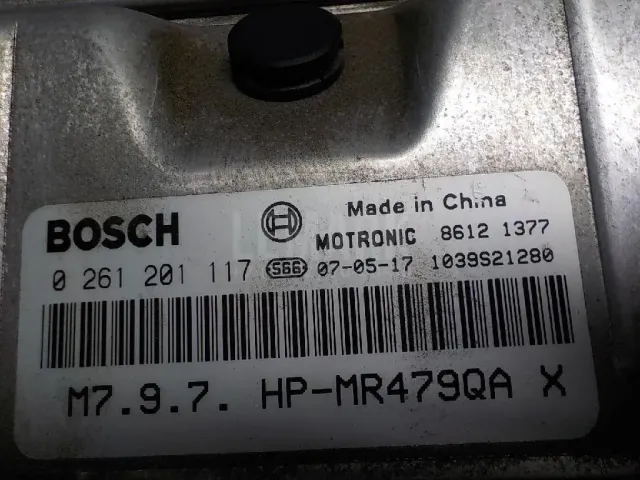 BOSCH
Made in China
MOTRONIC 8612 1377
0 261 201 117 S66 07-05-17 1039S21280
M7.9.7. HP-MR479QA X